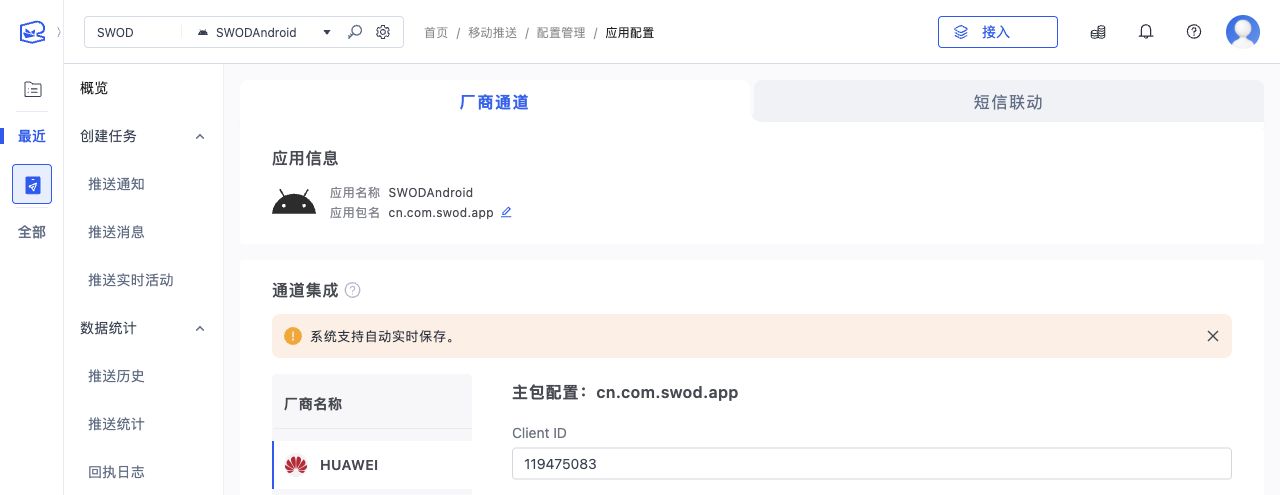 SWOD SWODAndroid 首页 / 移动推送 / 配置管理 / 应用配置 接入
最近
全部
概览
创建任务
推送通知
推送消息
推送实时活动
数据统计
推送历史
推送统计
回执日志
厂商通道 短信联动
应用信息
应用名称 SWODAndroid
应用包名 cn.com.swod.app
通道集成
系统支持自动实时保存。
厂商名称
HUAWEI
主包配置：cn.com.swod.app
Client ID
119475083